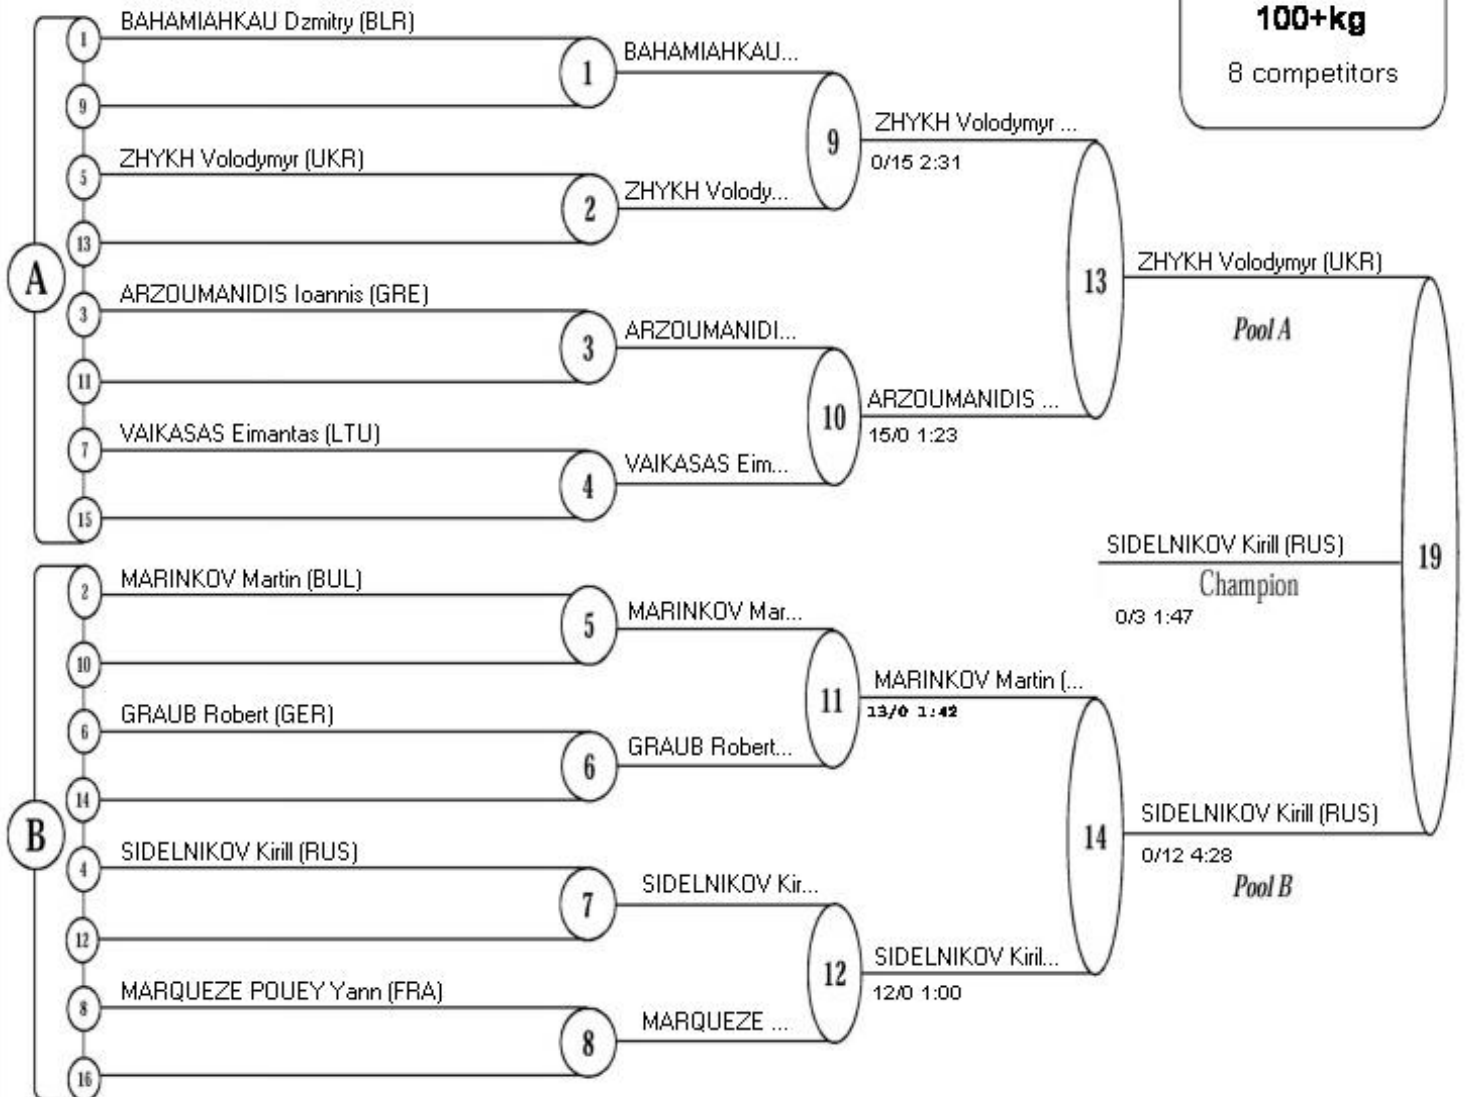 100+kg
8 competitors
A
1
BAHAMIAHKAU Dzmitry (BLR)
9
5
ZHYKH Volodymyr (UKR)
13
3
ARZOUMANIDIS Ioannis (GRE)
11
7
VAIKASAS Eimantas (LTU)
15
B
2
MARINKOV Martin (BUL)
10
6
GRAUB Robert (GER)
14
4
SIDELNIKOV Kirill (RUS)
12
8
MARQUEZE POUEY Yann (FRA)
16
1
BAHAMIAHKAU...
2
ZHYKH Volody...
3
ARZOUMANIDI...
4
VAIKASAS Eim...
5
MARINKOV Mar...
6
GRAUB Robert...
7
SIDELNIKOV Kir...
8
MARQUEZE ...
9
ZHYKH Volodymyr ...
0/15 2:31
10
ARZOUMANIDIS ...
15/0 1:23
11
MARINKOV Martin (...
13/0 1:42
12
SIDELNIKOV Kiril...
12/0 1:00
13
ZHYKH Volodymyr (UKR)
Pool A
14
SIDELNIKOV Kirill (RUS)
0/12 4:28
Pool B
19
SIDELNIKOV Kirill (RUS)
Champion
0/3 1:47